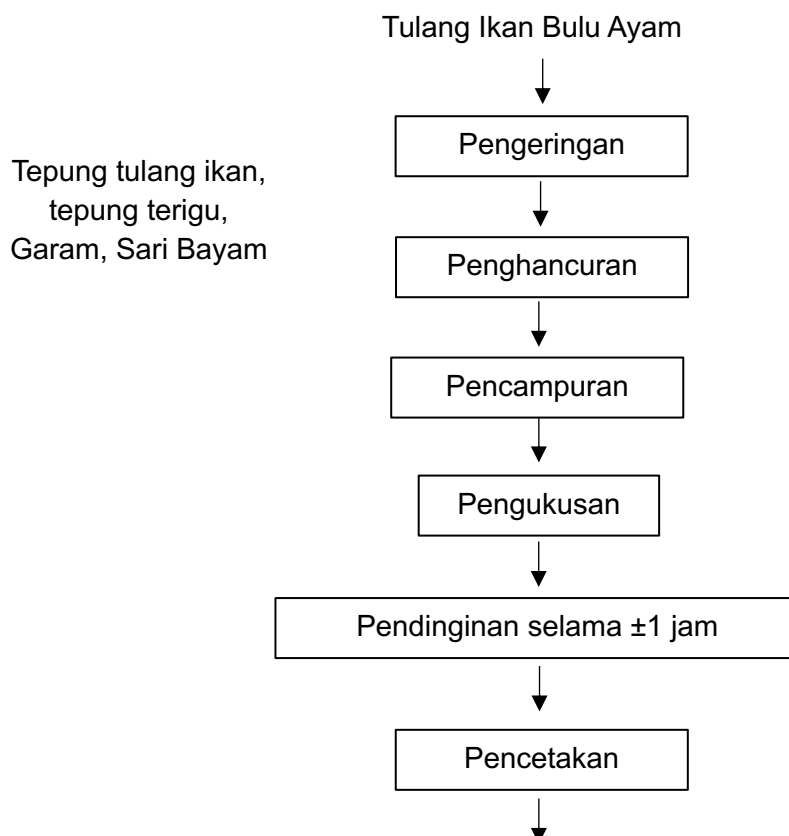 Tulang Ikan Bulu Ayam
Pengeringan
Tepung tulang ikan,
tepung terigu,
Garam, Sari Bayam
Penghancuran
Pencampuran
Pengukusan
Pendinginan selama ±1 jam
Pencetakan